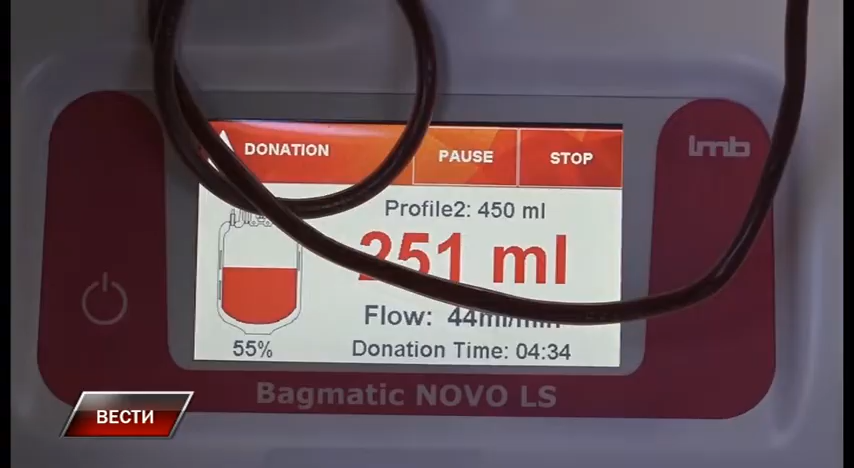 DONATION
PAUSE
STOP
lmb
Profile2: 450 ml
251 ml
Flow: 44ml/min
55%
Donation Time: 04:34
Bagmatic NOVO LS
ВЕСТИ